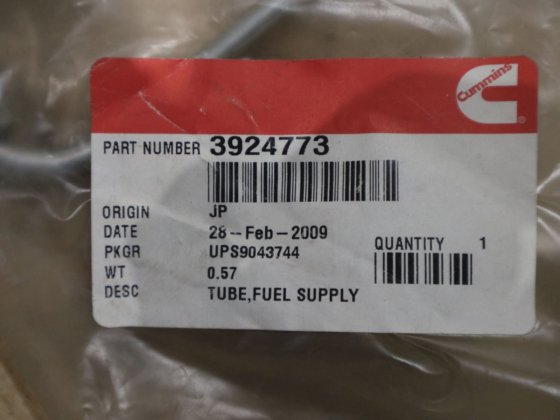 Cummins
PART NUMBER 3924773
ORIGIN JP
DATE 28-Feb-2009
PKGR UPS9043744
QUANTITY 1
WT 0.57
DESC TUBE,FUEL SUPPLY